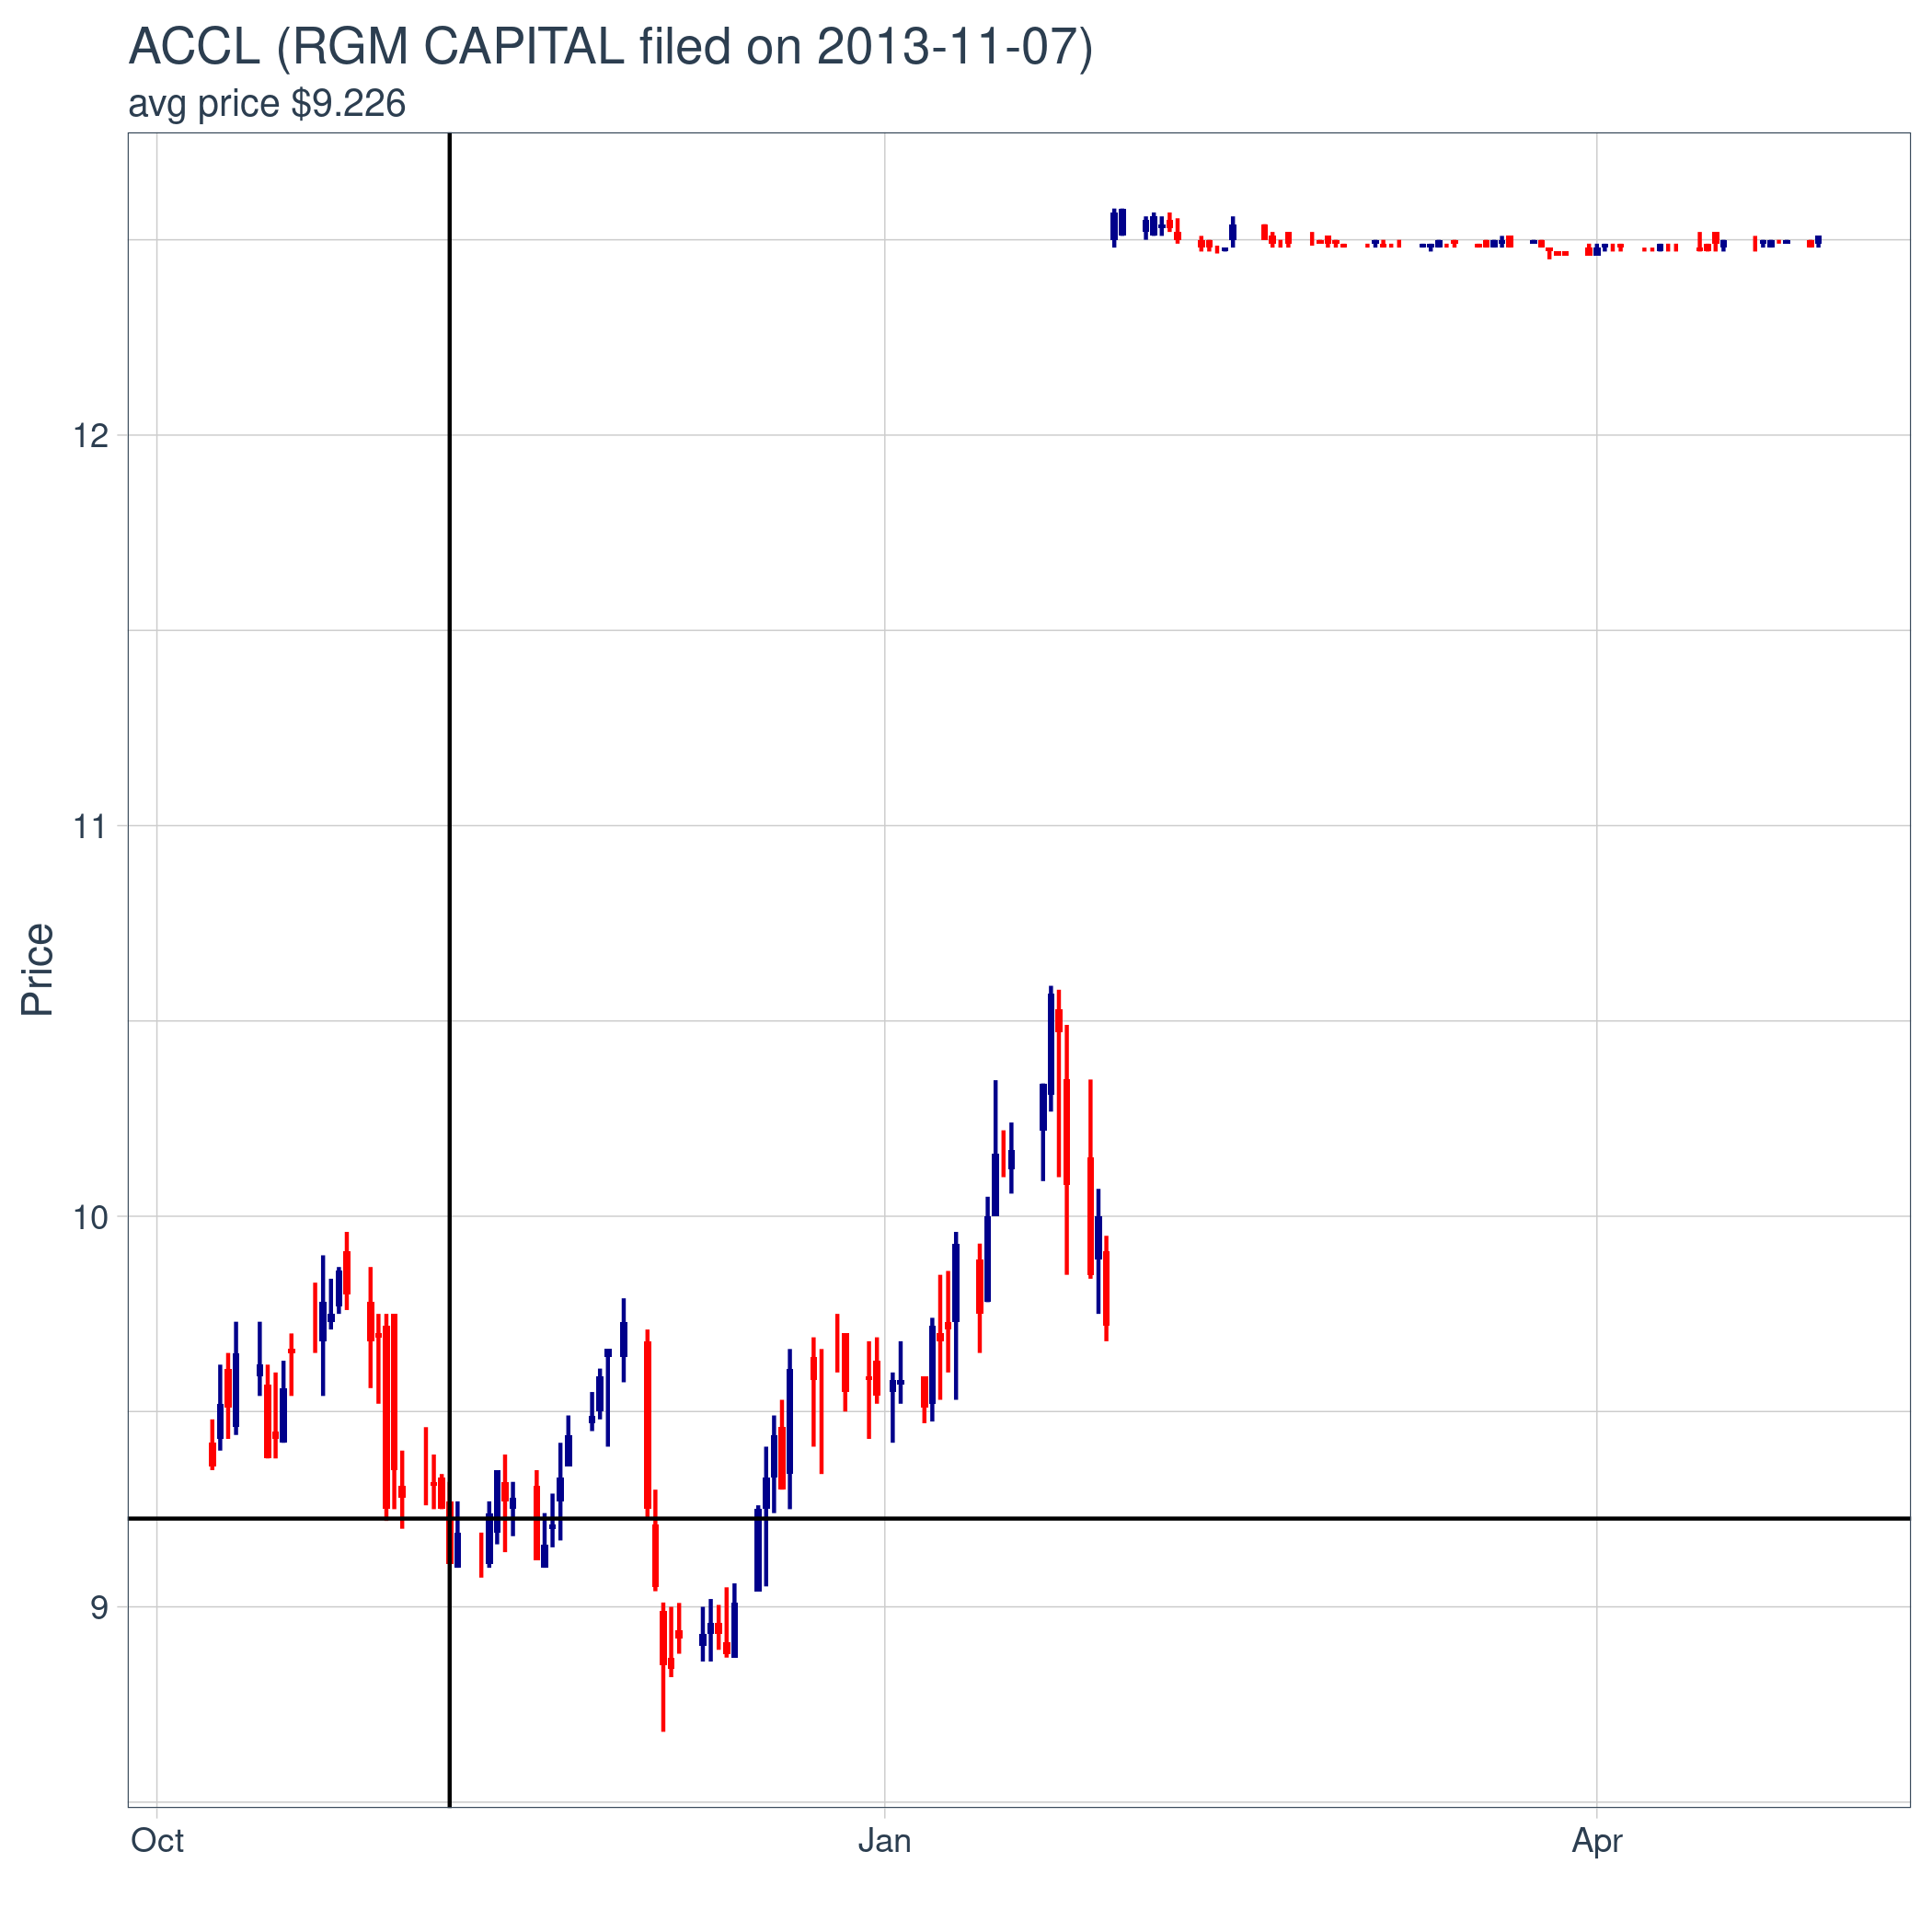 ACCL (RGM CAPITAL filed on 2013-11-07)
avg price $9.226
12
11
10
9
Price
Oct
Jan
Apr